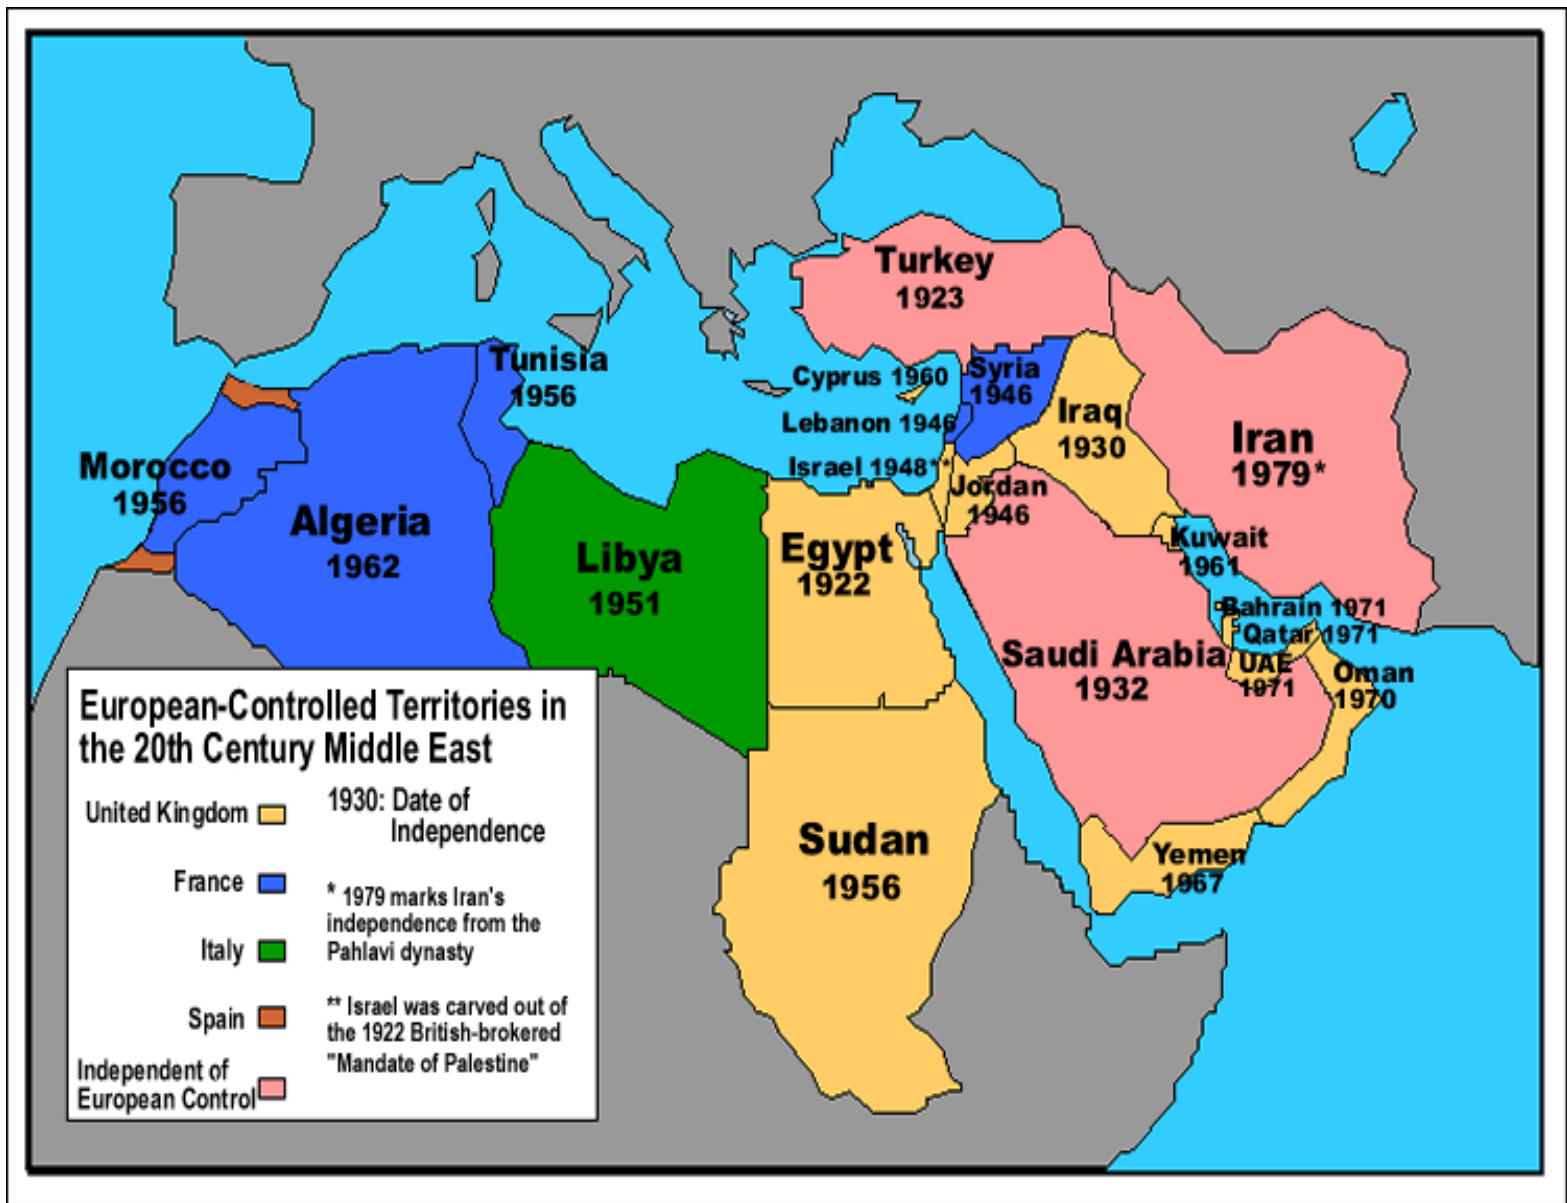 Turkey
1923
Tunisia
1956
Cyprus 1960
Syria
1946
Lebanon 1946
Iraq
1930
Iran
1979*
Israel 1948**
Jordan
1946
Morocco
1956
Algeria
1962
Libya
1951
Egypt
1922
Kuwait
1961
Bahrain 1971
Qatar 1971
Saudi Arabia
1932
UAE
1971
Oman
1970
Sudan
1956
Yemen
1967
European-Controlled Territories in
the 20th Century Middle East
United Kingdom
France
Italy
Spain
Independent of
European Control
1930: Date of
Independence
* 1979 marks Iran's
independence from the
Pahlavi dynasty
** Israel was carved out of
the 1922 British-brokered
"Mandate of Palestine"